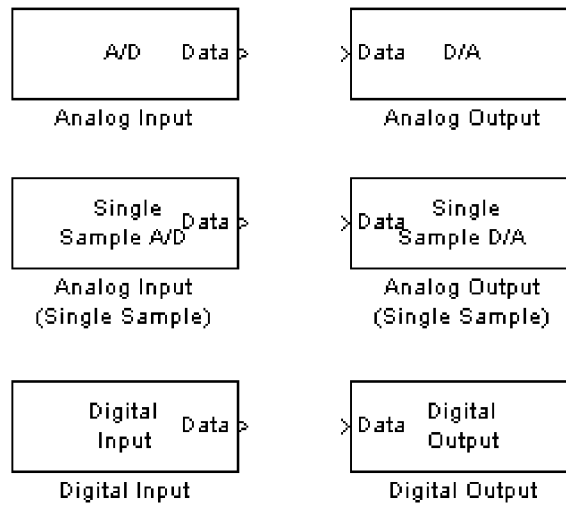 A/D Data
Data D/A
Analog Input
Analog Output
Single
Sample A/D
Data
Data
Single
Sample D/A
Analog Input
(Single Sample)
Analog Output
(Single Sample)
Digital
Input
Data
Data
Digital
Output
Digital Input
Digital Output